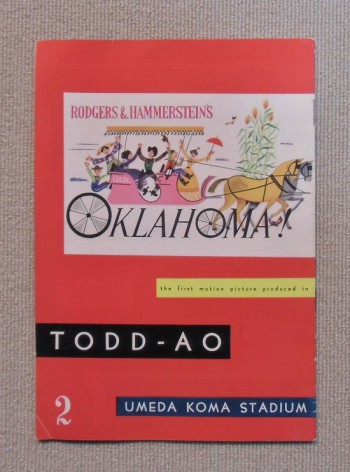 RODGERS & HAMMERSTEIN'S
OKLAHOMA!
the first motion picture produced in
TODD-AO
2
UMEDA KOMA STADIUM